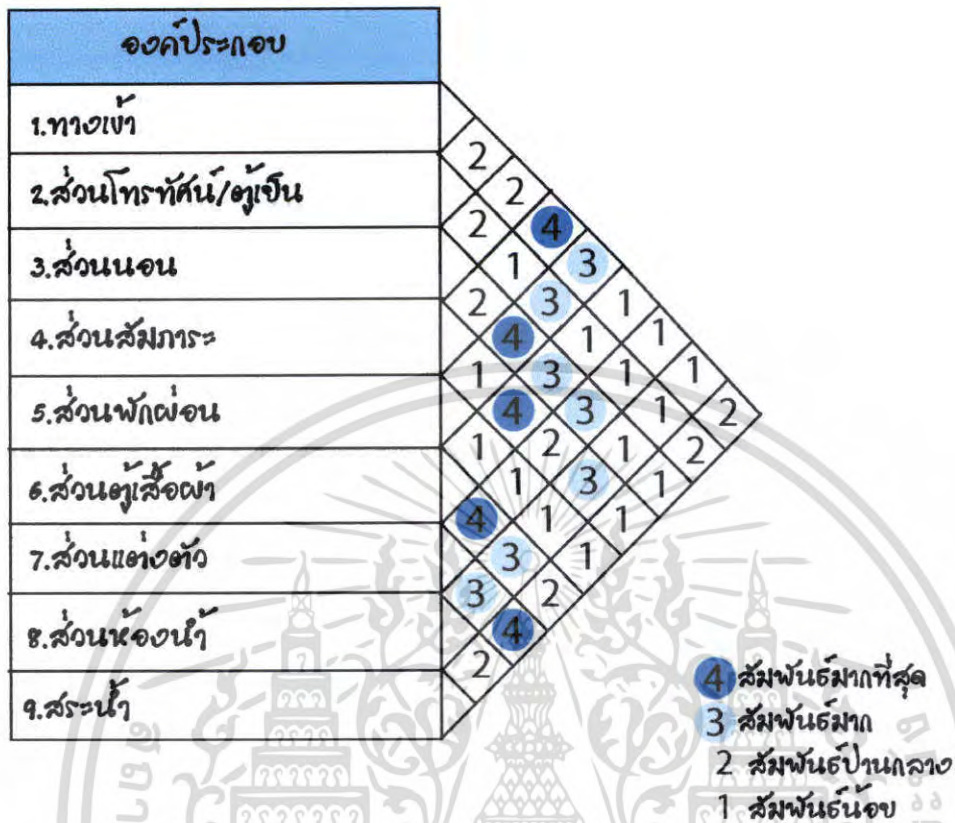 องค์ประกอบ
1.ทางเข้า
2
2.ส่วนโทรทัศน์/ตู้เย็น
2
2 4
3.ส่วนนอน
1 3
2 3 1
4.ส่วนสัมภาระ
4 1 1
1 3 1 1
5.ส่วนพักผ่อน
4 3 1 2
1 2 1 2
6.ส่วนตู้เสื้อผ้า
1 3 1
4 1 1
7.ส่วนแต่งตัว
3 1
3 2
8.ส่วนห้องน้ำ
4
2
9.สระน้ำ
4 สัมพันธ์มากที่สุด
3 สัมพันธ์มาก
2 สัมพันธ์ปานกลาง
1 สัมพันธ์น้อย